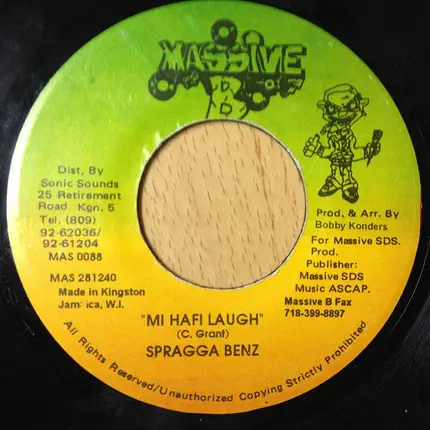 MASSIVE
B
Dist, By
Sonic Sounds
25 Retirement
Road Kgn. 5
Tel. (809)
92-62036/
92-61204
MAS 0088
MAS 281240
Made in Kingston
Jamaica, W.I.
Prod. & Arr. By
Bobby Konders
For Massive SDS.
Prod.
Publisher:
Massive SDS
Music ASCAP.
Massive B Fax
718-399-8897
"MI HAFI LAUGH"
(C. Grant)
SPRAGGA BENZ
All Rights Reserved/Unauthorized Copying Strictly Prohibited